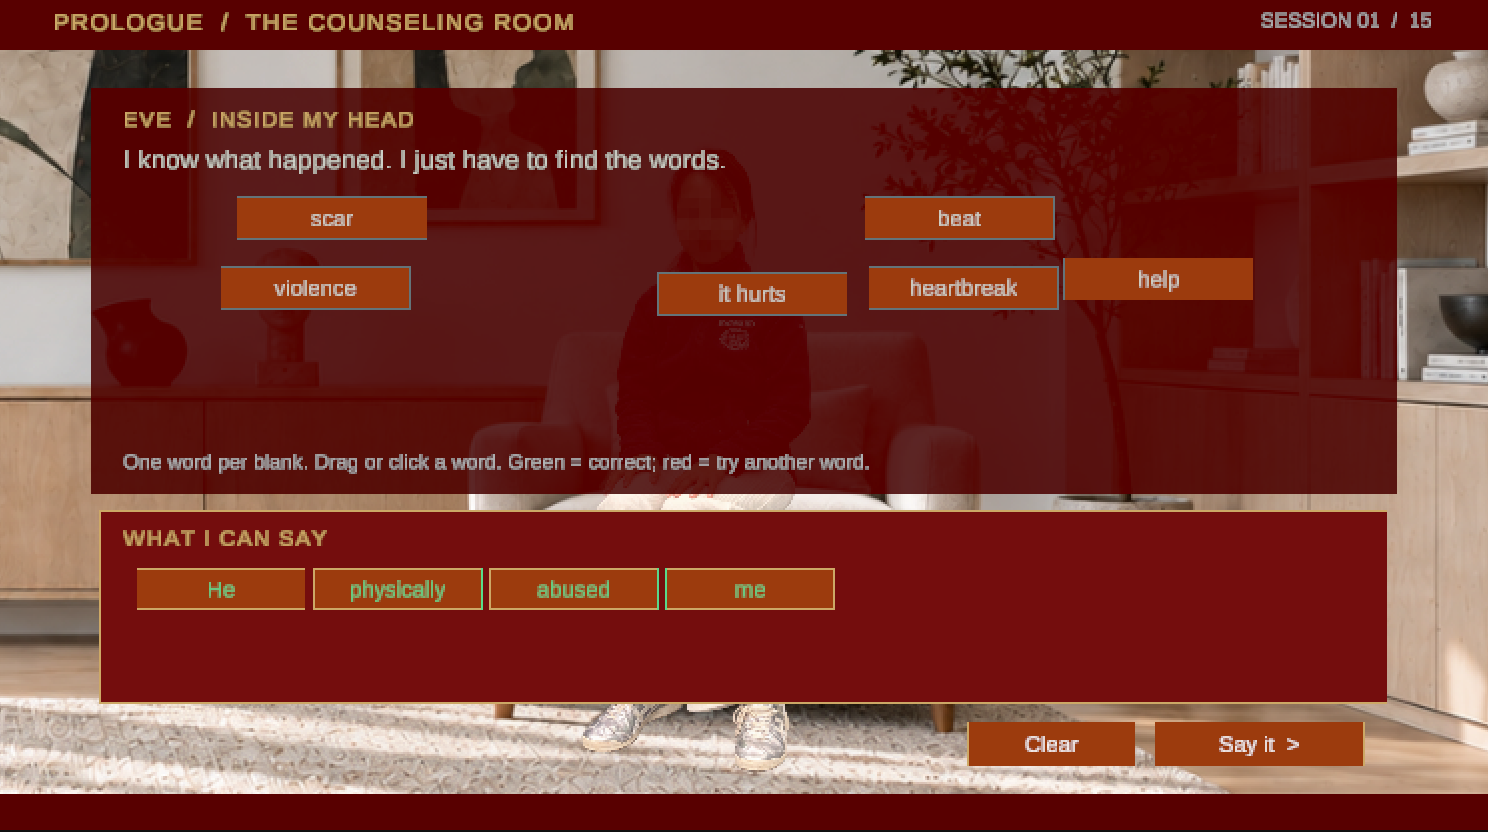 PROLOGUE / THE COUNSELING ROOM
SESSION 01 / 15
EVE / INSIDE MY HEAD
I know what happened. I just have to find the words.
scar
beat
violence
it hurts
heartbreak
help
One word per blank. Drag or click a word. Green = correct; red = try another word.
WHAT I CAN SAY
He physically abused me
Clear
Say it >